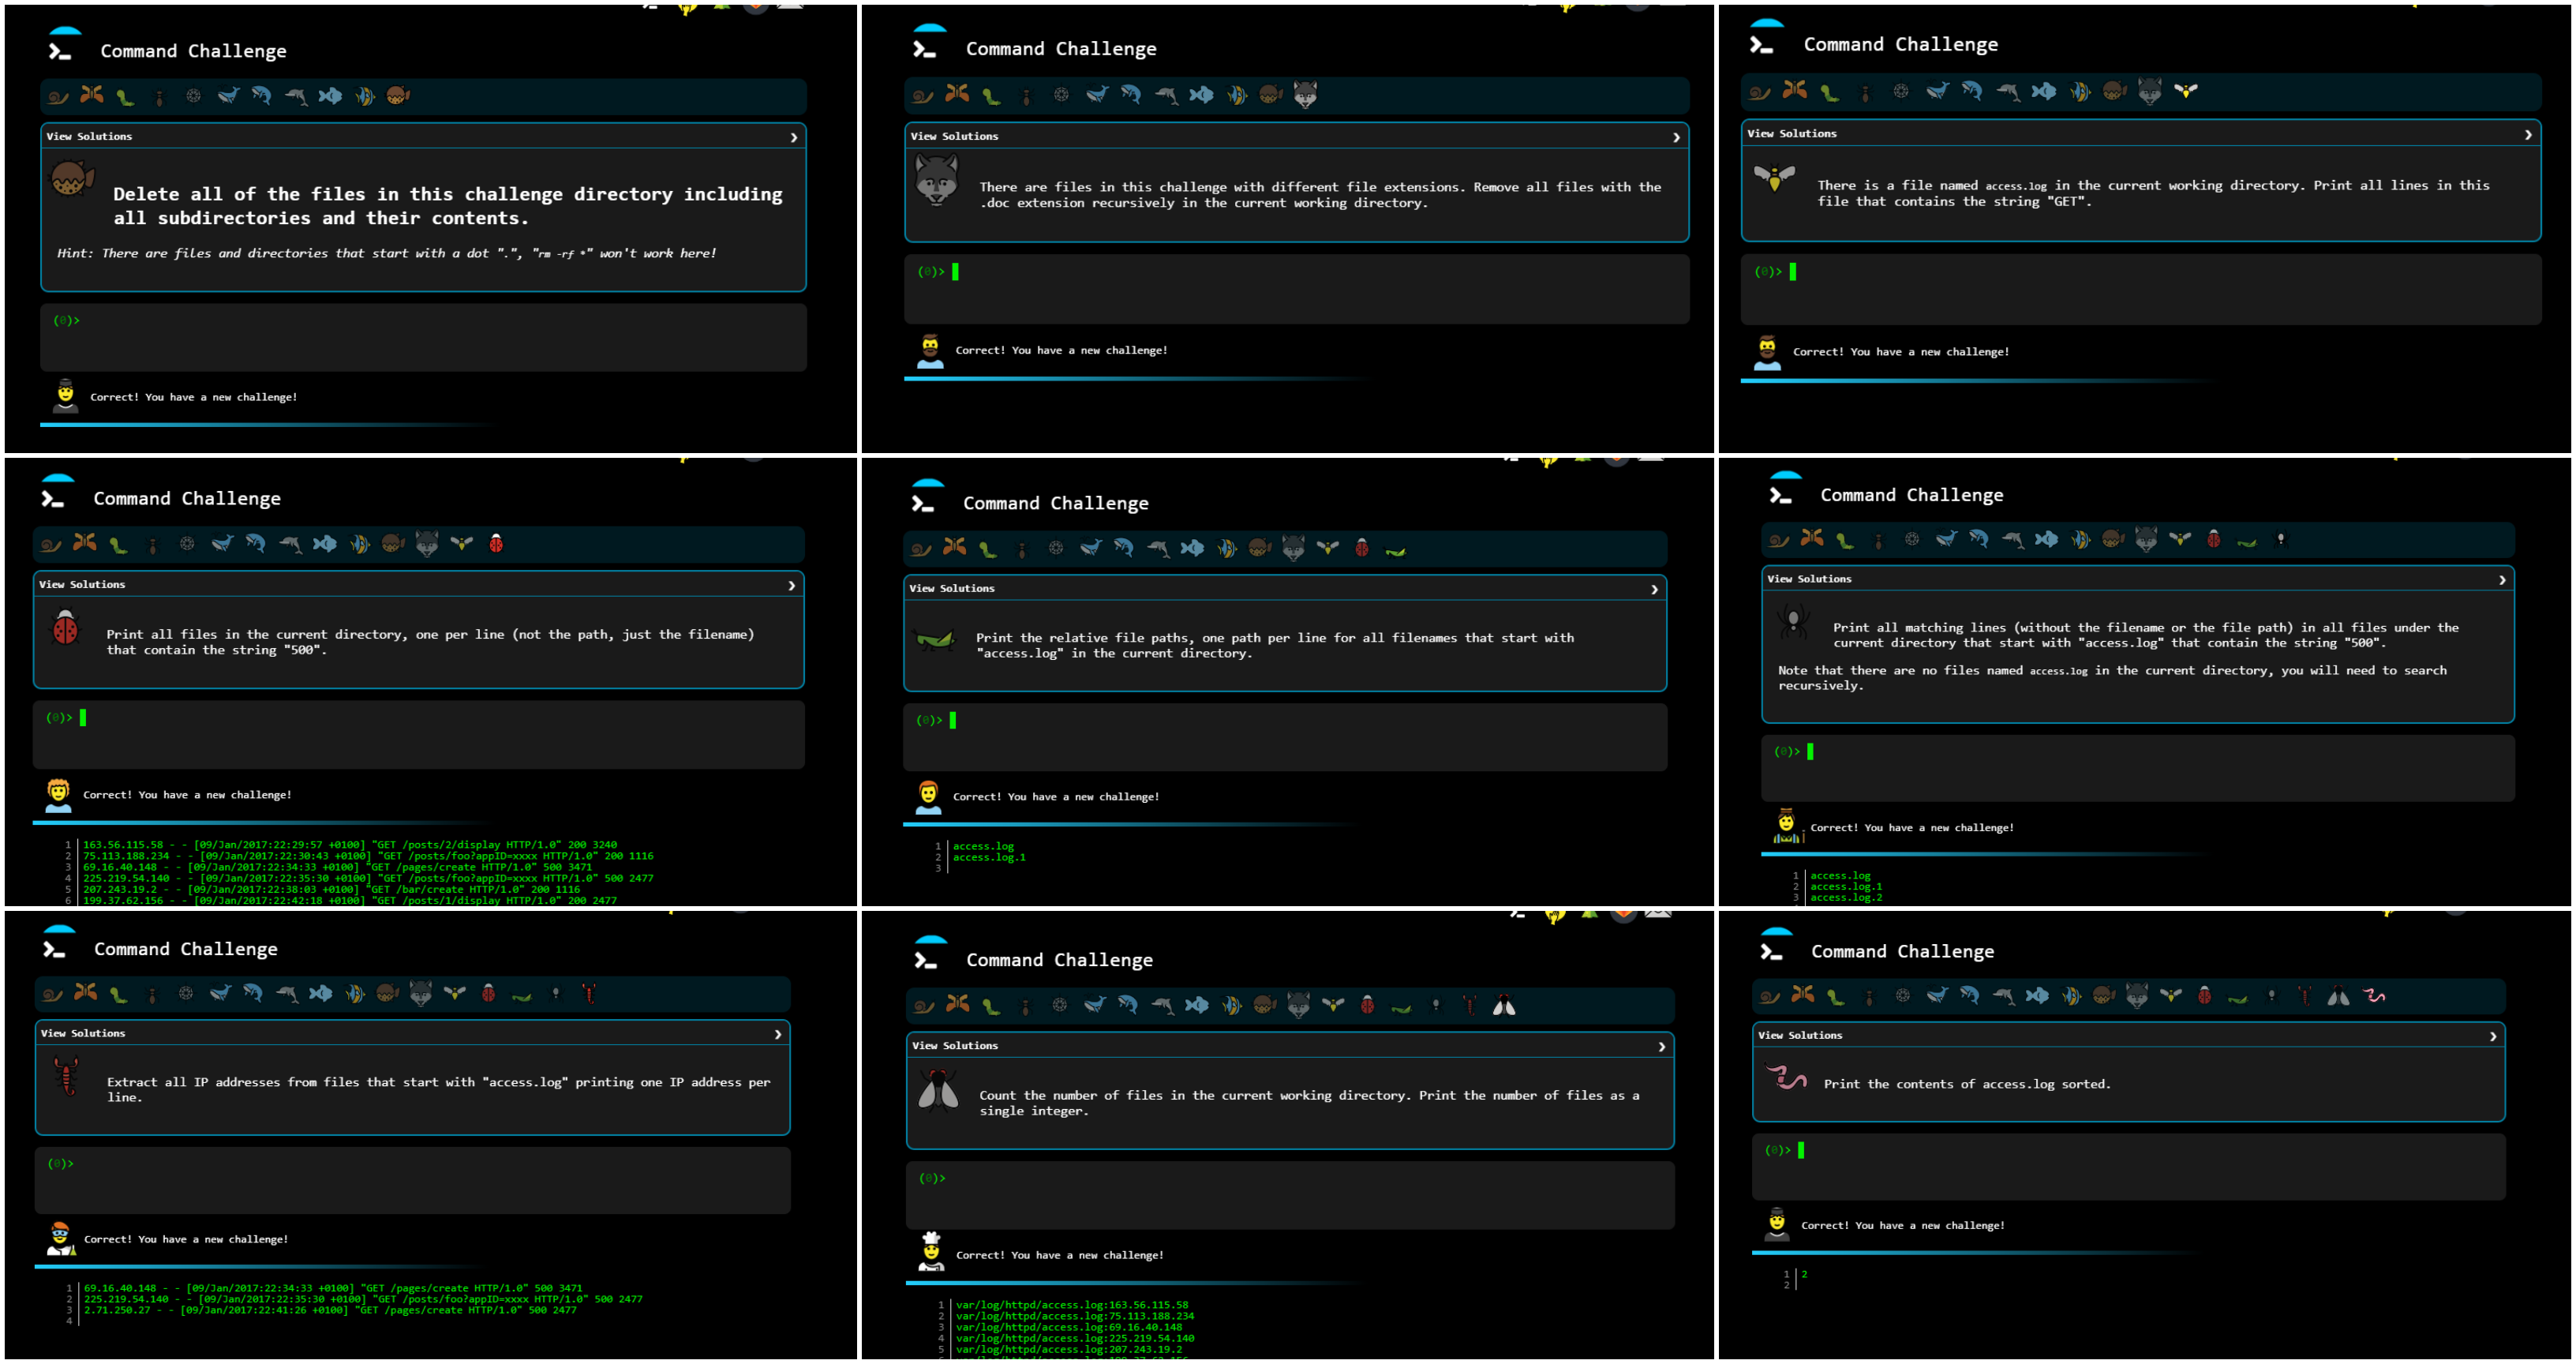 Command Challenge
View Solutions
Delete all of the files in this challenge directory including
all subdirectories and their contents.
Hint: There are files and directories that start with a dot ".", "rm -rf *" won't work here!
(0)>
Correct! You have a new challenge!
Command Challenge
View Solutions
There are files in this challenge with different file extensions. Remove all files with the
.doc extension recursively in the current working directory.
(0)>
Correct! You have a new challenge!
Command Challenge
View Solutions
There is a file named access.log in the current working directory. Print all lines in this
file that contains the string "GET".
(0)>
Correct! You have a new challenge!
Command Challenge
View Solutions
Print all files in the current directory, one per line (not the path, just the filename)
that contain the string "500".
(0)>
Correct! You have a new challenge!
1 163.56.115.58 - - [09/Jan/2017:22:29:57 +0100] "GET /posts/2/display HTTP/1.0" 200 3240
2 75.113.188.234 - - [09/Jan/2017:22:30:43 +0100] "GET /posts/foo?appID=xxxx HTTP/1.0" 200 1116
3 69.16.40.148 - - [09/Jan/2017:22:34:33 +0100] "GET /pages/create HTTP/1.0" 500 3471
4 225.219.54.140 - - [09/Jan/2017:22:35:30 +0100] "GET /posts/foo?appID=xxxx HTTP/1.0" 500 2477
5 207.243.19.2 - - [09/Jan/2017:22:38:03 +0100] "GET /bar/create HTTP/1.0" 200 1116
6 199.37.62.156 - - [09/Jan/2017:22:42:18 +0100] "GET /posts/1/display HTTP/1.0" 200 2477
Command Challenge
View Solutions
Print the relative file paths, one path per line for all filenames that start with
"access.log" in the current directory.
(0)>
Correct! You have a new challenge!
1 access.log
2 access.log.1
3
Command Challenge
View Solutions
Print all matching lines (without the filename or the file path) in all files under the
current directory that start with "access.log" that contain the string "500".
Note that there are no files named access.log in the current directory, you will need to search
recursively.
(0)>
Correct! You have a new challenge!
1 access.log
2 access.log.1
3 access.log.2
Command Challenge
View Solutions
Extract all IP addresses from files that start with "access.log" printing one IP address per
line.
(0)>
Correct! You have a new challenge!
1 69.16.40.148 - - [09/Jan/2017:22:34:33 +0100] "GET /pages/create HTTP/1.0" 500 3471
2 225.219.54.140 - - [09/Jan/2017:22:35:30 +0100] "GET /posts/foo?appID=xxxx HTTP/1.0" 500 2477
3 2.71.250.27 - - [09/Jan/2017:22:41:26 +0100] "GET /pages/create HTTP/1.0" 500 2477
4
Command Challenge
View Solutions
Count the number of files in the current working directory. Print the number of files as a
single integer.
(0)>
Correct! You have a new challenge!
1 var/log/httpd/access.log:163.56.115.58
2 var/log/httpd/access.log:75.113.188.234
3 var/log/httpd/access.log:69.16.40.148
4 var/log/httpd/access.log:225.219.54.140
5 var/log/httpd/access.log:207.243.19.2
Command Challenge
View Solutions
Print the contents of access.log sorted.
(0)>
Correct! You have a new challenge!
1 2
2